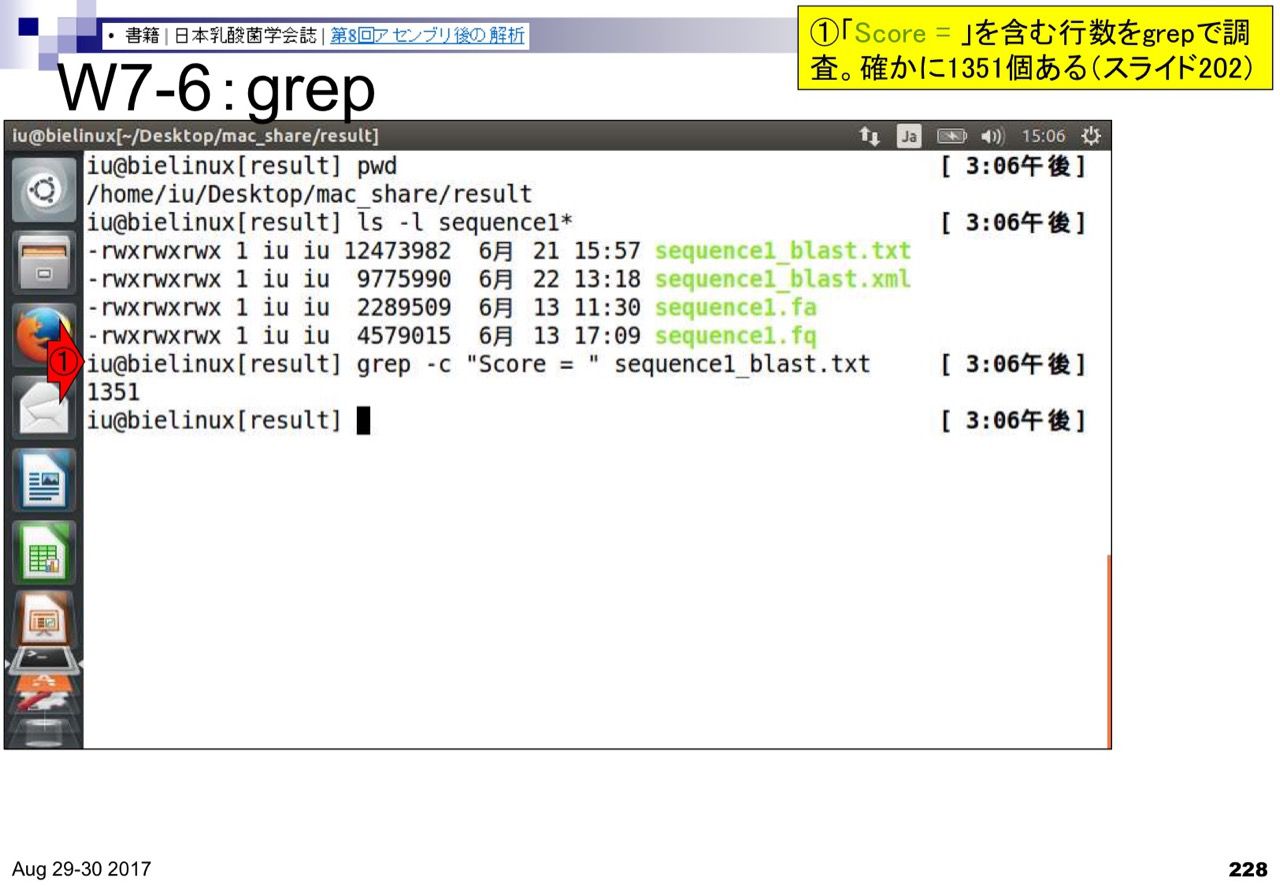 • 書籍 | 日本乳酸菌学会誌 | 第8回アセンブリ後の解析
①「Score = 」を含む行数をgrepで調
査。確かに1351個ある(スライド202)
W7-6:grep
iu@bielinux[~/Desktop/mac_share/result] Ja 15:06
iu@bielinux[result] pwd [ 3:06午後]
/home/iu/Desktop/mac_share/result
iu@bielinux[result] ls -l sequence1* [ 3:06午後]
-rwxrwxrwx 1 iu iu 12473982 6月 21 15:57 sequence1_blast.txt
-rwxrwxrwx 1 iu iu 9775990 6月 22 13:18 sequence1_blast.xml
-rwxrwxrwx 1 iu iu 2289509 6月 13 11:30 sequence1.fa
-rwxrwxrwx 1 iu iu 4579015 6月 13 17:09 sequence1.fq
① iu@bielinux[result] grep -c "Score = " sequence1_blast.txt [ 3:06午後]
1351
iu@bielinux[result] [ 3:06午後]
Aug 29-30 2017
228